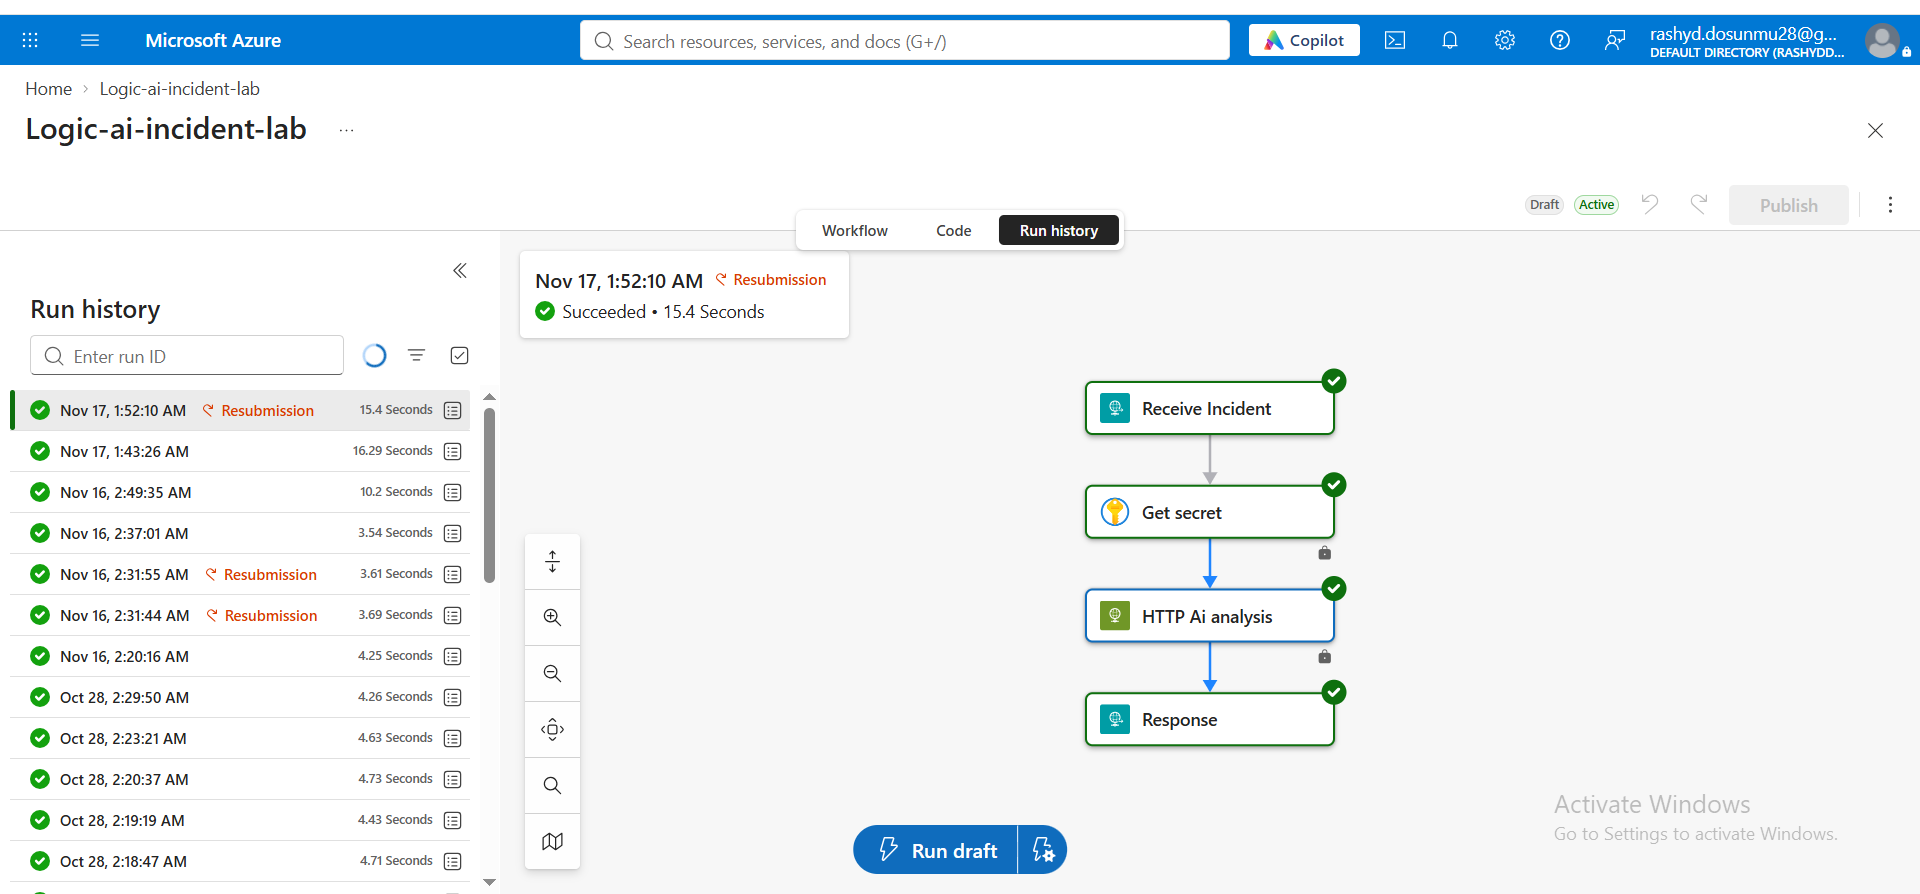 Microsoft Azure
Search resources, services, and docs (G+/)
Copilot
rashyd.dosunmu28@g...
DEFAULT DIRECTORY (RASHYDD...
Home > Logic-ai-incident-lab
Logic-ai-incident-lab ...
Draft Active Publish
Workflow Code Run history
Run history
Enter run ID
Nov 17, 1:52:10 AM Resubmission 15.4 Seconds
Nov 17, 1:43:26 AM 16.29 Seconds
Nov 16, 2:49:35 AM 10.2 Seconds
Nov 16, 2:37:01 AM 3.54 Seconds
Nov 16, 2:31:55 AM Resubmission 3.61 Seconds
Nov 16, 2:31:44 AM Resubmission 3.69 Seconds
Nov 16, 2:20:16 AM 4.25 Seconds
Oct 28, 2:29:50 AM 4.26 Seconds
Oct 28, 2:23:21 AM 4.63 Seconds
Oct 28, 2:20:37 AM 4.73 Seconds
Oct 28, 2:19:19 AM 4.43 Seconds
Oct 28, 2:18:47 AM 4.71 Seconds
Nov 17, 1:52:10 AM Resubmission
Succeeded • 15.4 Seconds
Receive Incident
Get secret
HTTP Ai analysis
Response
Run draft
Activate Windows
Go to Settings to activate Windows.